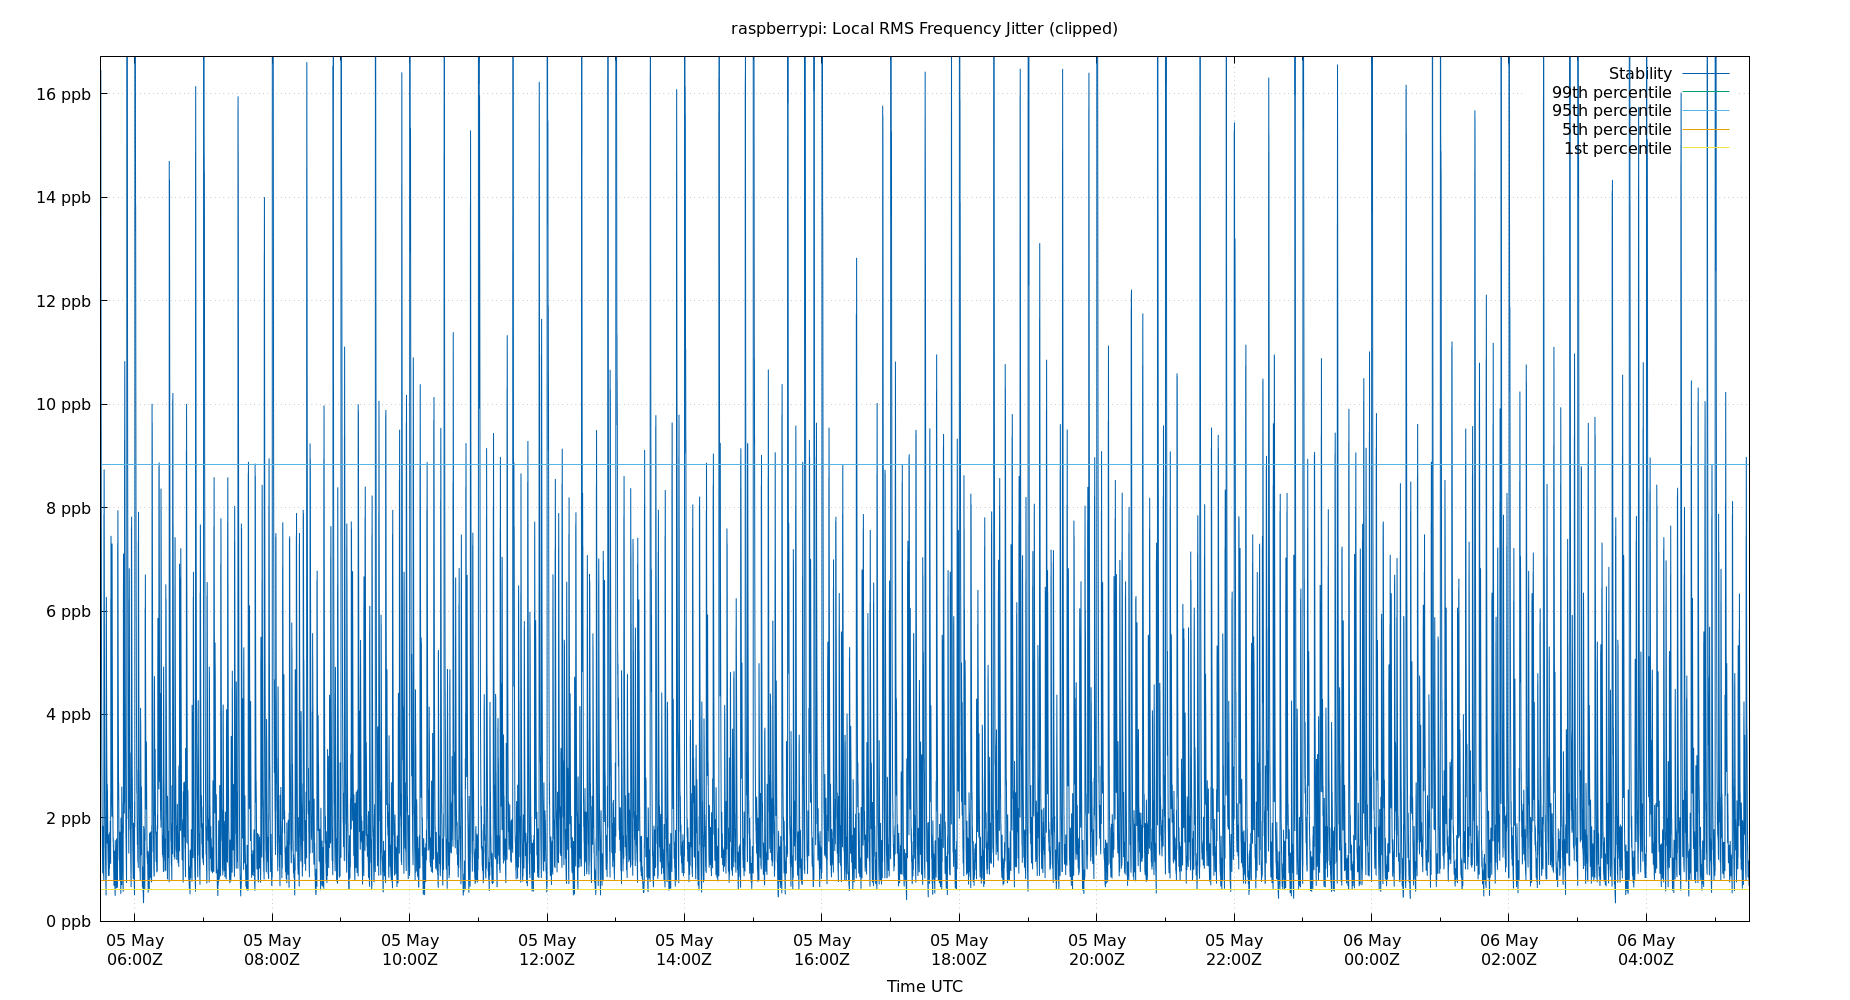 raspberrypi: Local RMS Frequency Jitter (clipped)
Stability
99th percentile
95th percentile
5th percentile
1st percentile
16 ppb
14 ppb
12 ppb
10 ppb
8 ppb
6 ppb
4 ppb
2 ppb
0 ppb
05 May 05 May 05 May 05 May 05 May 05 May 05 May 05 May 05 May 06 May 06 May 06 May
06:00Z 08:00Z 10:00Z 12:00Z 14:00Z 16:00Z 18:00Z 20:00Z 22:00Z 00:00Z 02:00Z 04:00Z
Time UTC